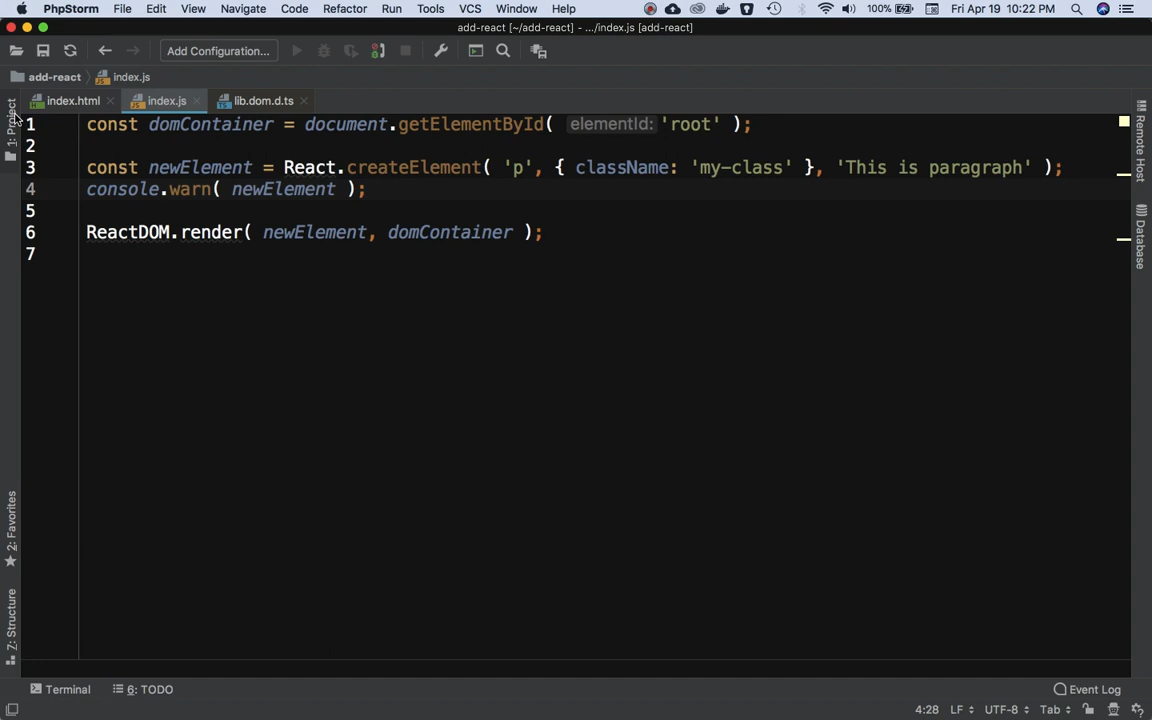 PhpStorm File Edit View Navigate Code Refactor Run Tools VCS Window Help 100% Fri Apr 19 10:22 PM
add-react [~/add-react] - .../index.js [add-react]
Add Configuration...
add-react index.js
index.html index.js lib.dom.d.ts
1 const domContainer = document.getElementById( elementId: 'root' );
2
3 const newElement = React.createElement( 'p', { className: 'my-class' }, 'This is paragraph' );
4 console.warn( newElement );
5
6 ReactDOM.render( newElement, domContainer );
7
1: Project
2: Favorites
Z: Structure
Remote Host
Database
Terminal 6: TODO Event Log
4:28 LF UTF-8 Tab